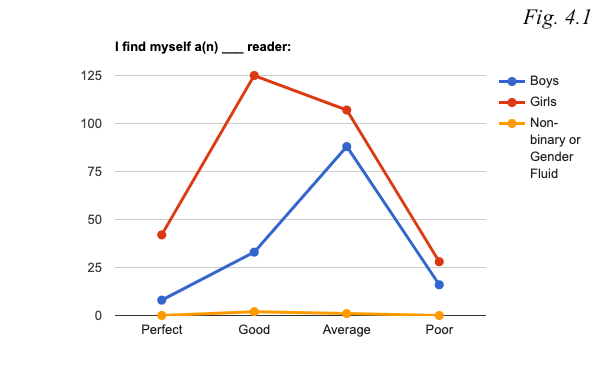 Fig. 4.1
I find myself a(n) ___ reader:
125
100
75
50
25
0
Perfect Good Average Poor
Boys
Girls
Non-
binary or
Gender
Fluid